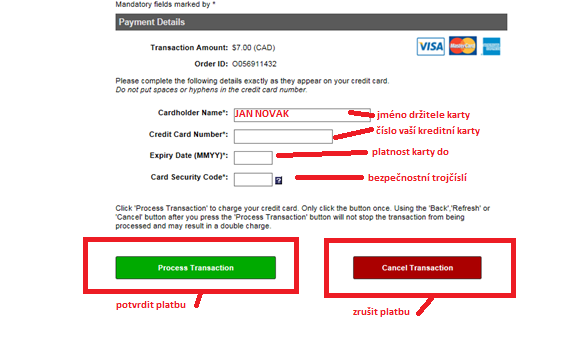 Mandatory fields marked by *
Payment Details
Transaction Amount: $7.00 (CAD)
VISA MasterCard AMERICAN EXPRESS
Order ID: O056911432
Please complete the following details exactly as they appear on your credit card.
Do not put spaces or hyphens in the credit card number.
Cardholder Name*: JAN NOVAK jméno držitele karty
Credit Card Number*: číslo vaší kreditní karty
Expiry Date (MMYY)*: platnost karty do
Card Security Code*: ? bezpečnostní trojčíslí
Click 'Process Transaction' to charge your credit card. Only click the button once. Using the 'Back','Refresh' or
'Cancel' button after you press the 'Process Transaction' button will not stop the transaction from being
processed and may result in a double charge.
Process Transaction Cancel Transaction
potvrdit platbu zrušit platbu